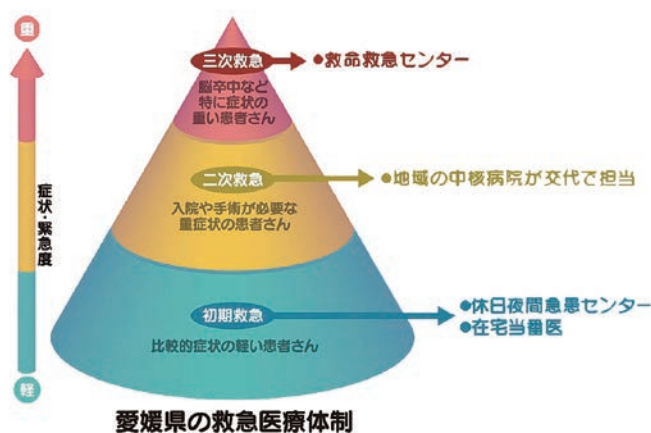 重
三次救急
●救命救急センター
脳卒中など
特に症状の
重い患者さん
二次救急
●地域の中核病院が交代で担当
入院や手術が必要な
重症状の患者さん
症状・緊急度
初期救急
●休日夜間急患センター
●在宅当番医
比較的症状の軽い患者さん
軽
愛媛県の救急医療体制